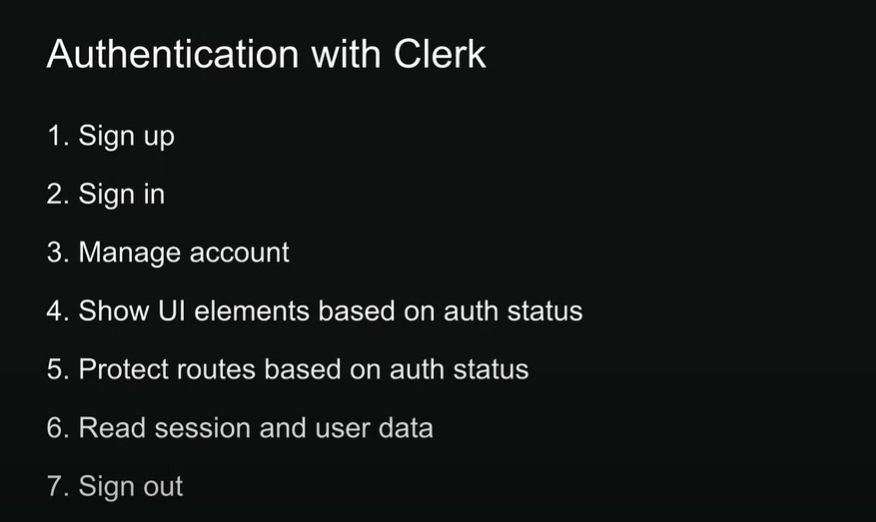 Authentication with Clerk
1. Sign up
2. Sign in
3. Manage account
4. Show UI elements based on auth status
5. Protect routes based on auth status
6. Read session and user data
7. Sign out